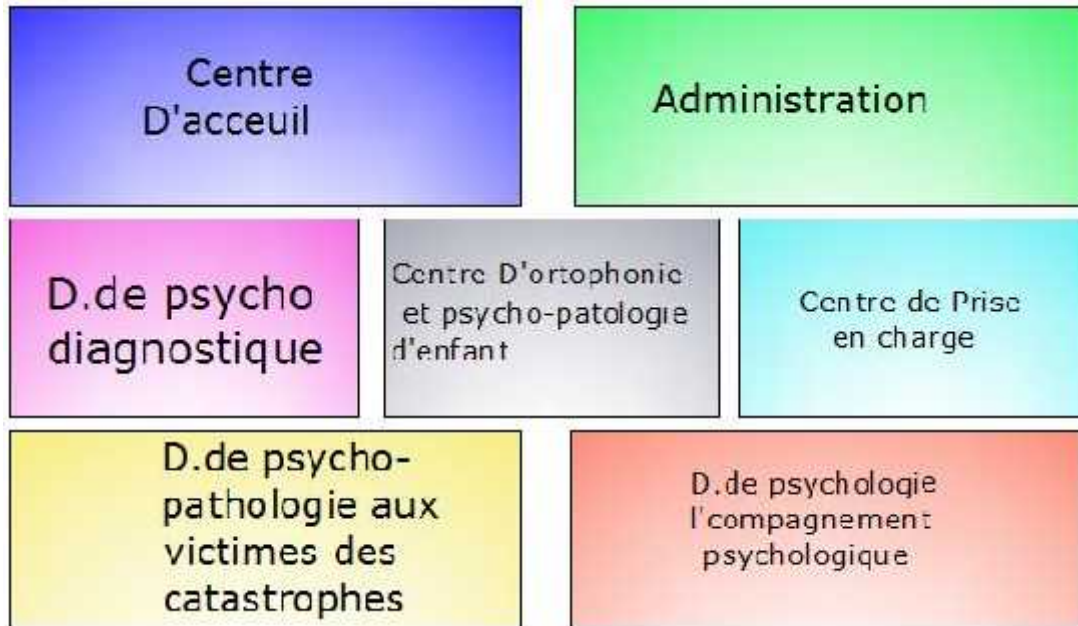 Centre
D'acceuil
Administration
D.de psycho
diagnostique
Centre D'ortophonie
et psycho-patologie
d'enfant
Centre de Prise
en charge
D.de psycho-
pathologie aux
victimes des
catastrophes
D.de psychologie
l'compagnement
psychologique